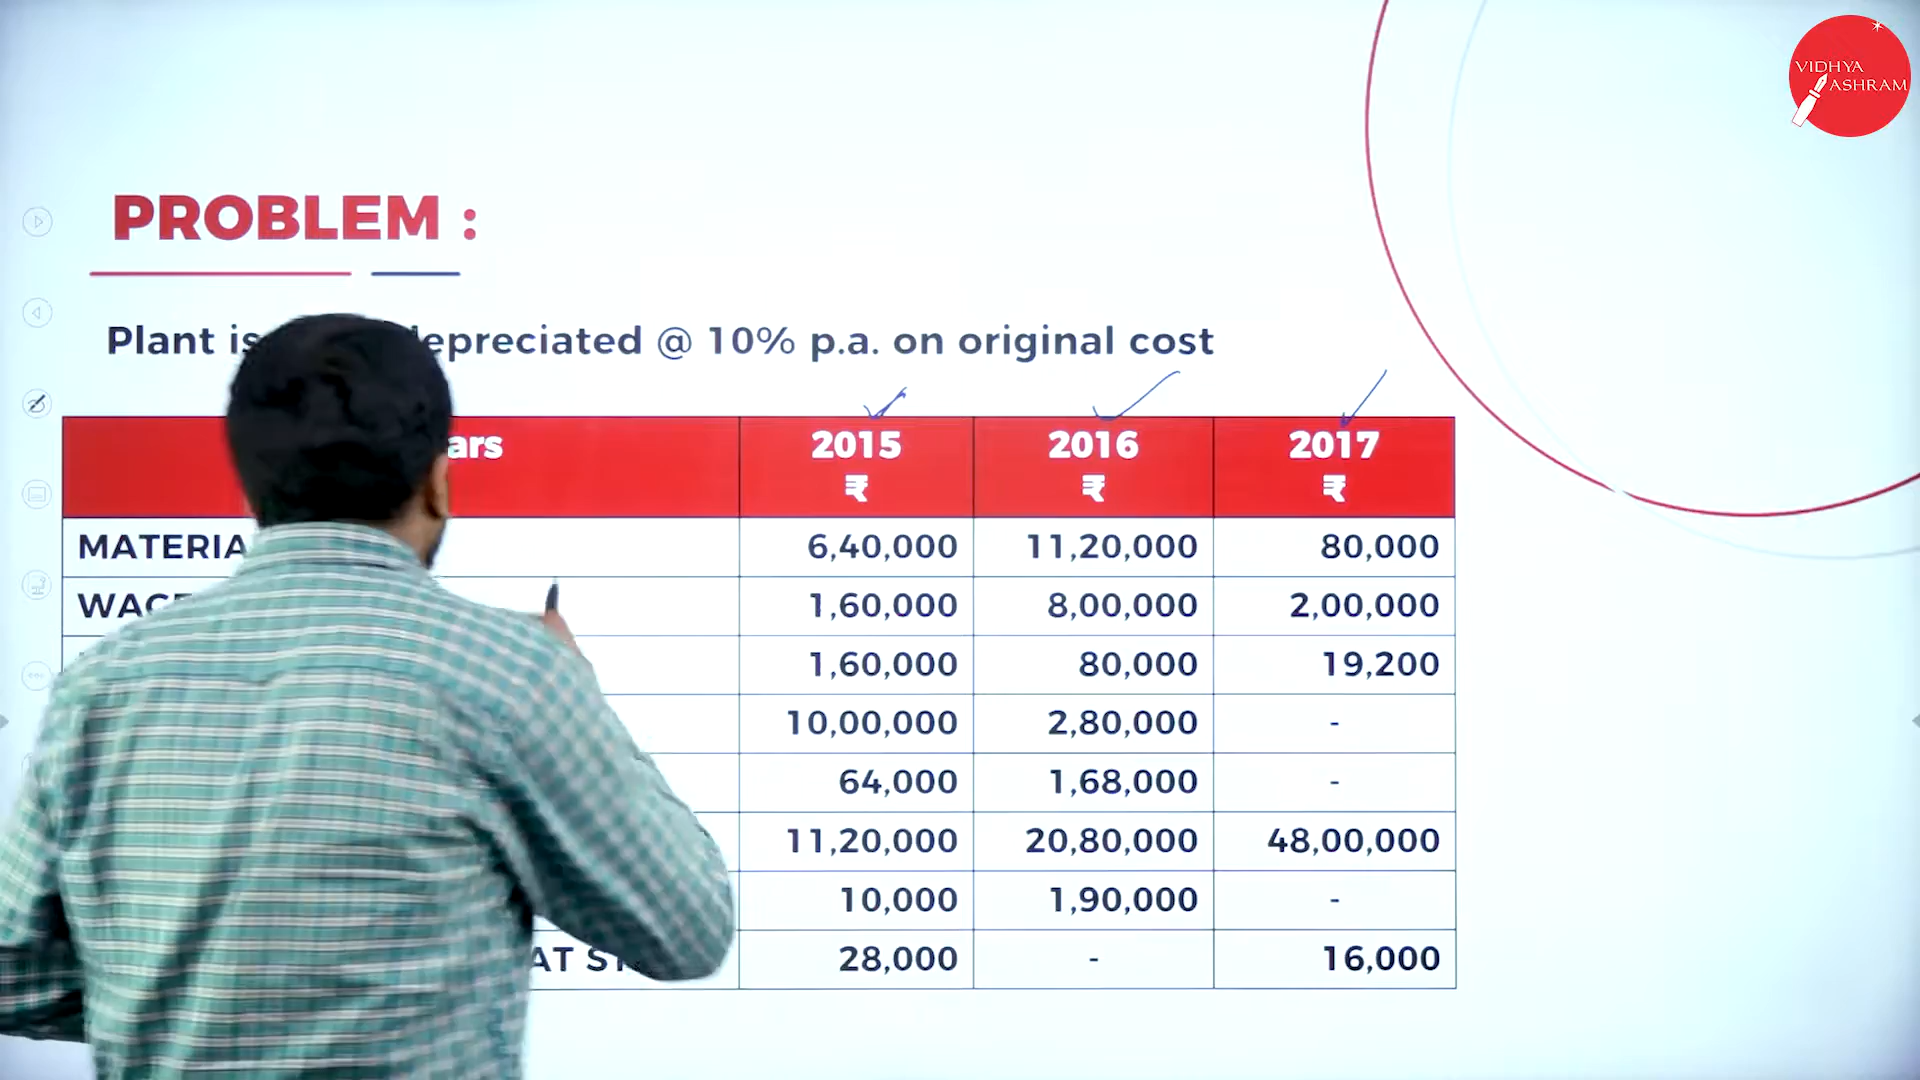 VIDHYA
ASHRAM
PROBLEM :
Plant is epreciated @ 10% p.a. on original cost
ars 2015 2016 2017
₹ ₹ ₹
MATERIA 6,40,000 11,20,000 80,000
WAGE 1,60,000 8,00,000 2,00,000
1,60,000 80,000 19,200
10,00,000 2,80,000 -
64,000 1,68,000 -
11,20,000 20,80,000 48,00,000
10,000 1,90,000 -
AT 28,000 - 16,000